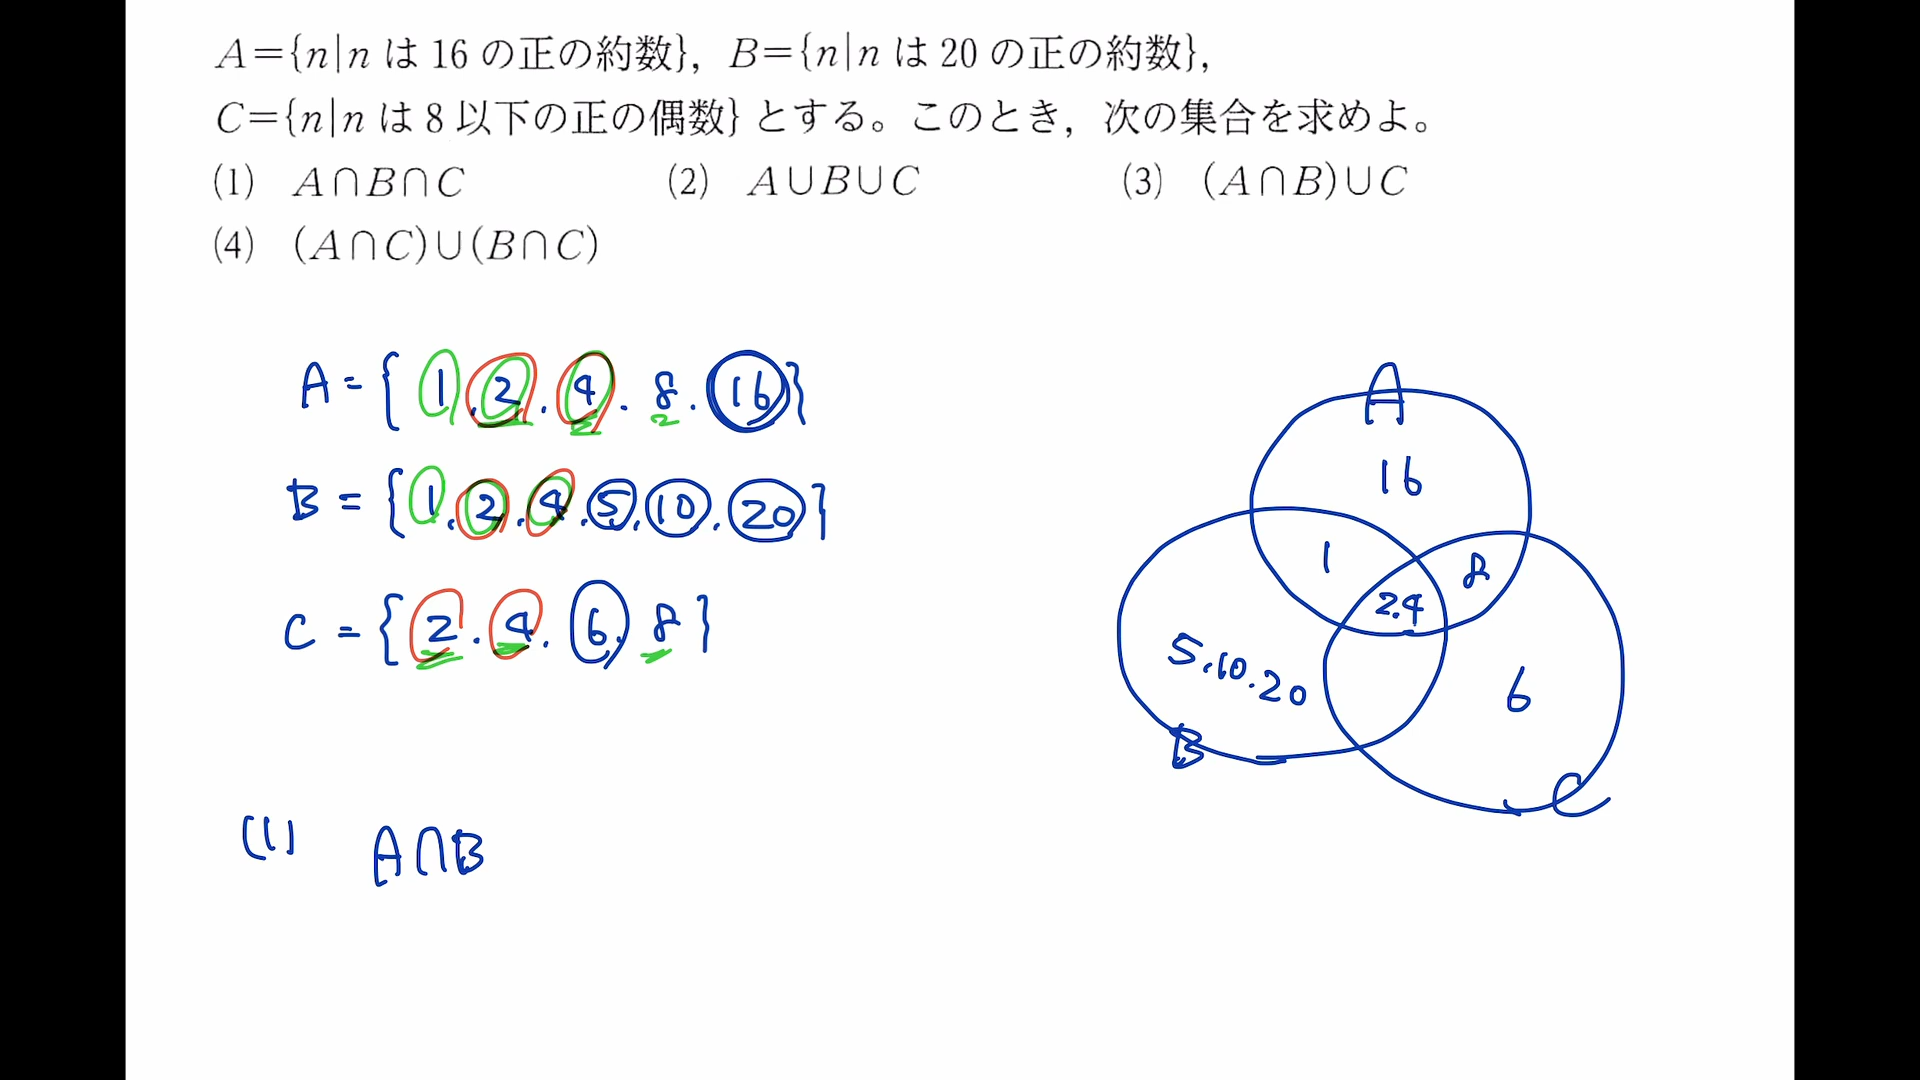 A={n|n は 16 の正の約数}, B={n|n は 20 の正の約数},
C={n|n は 8 以下の正の偶数} とする。このとき, 次の集合を求めよ。
(1) A∩B∩C (2) A∪B∪C (3) (A∩B)∪C
(4) (A∩C)∪(B∩C)
A={1.2.4.8.16}
B={1.2.4.5.10.20}
C={2.4.6.8}
A
16
1
8
2.4
5.10.20
6
B
C
(1) A∩B